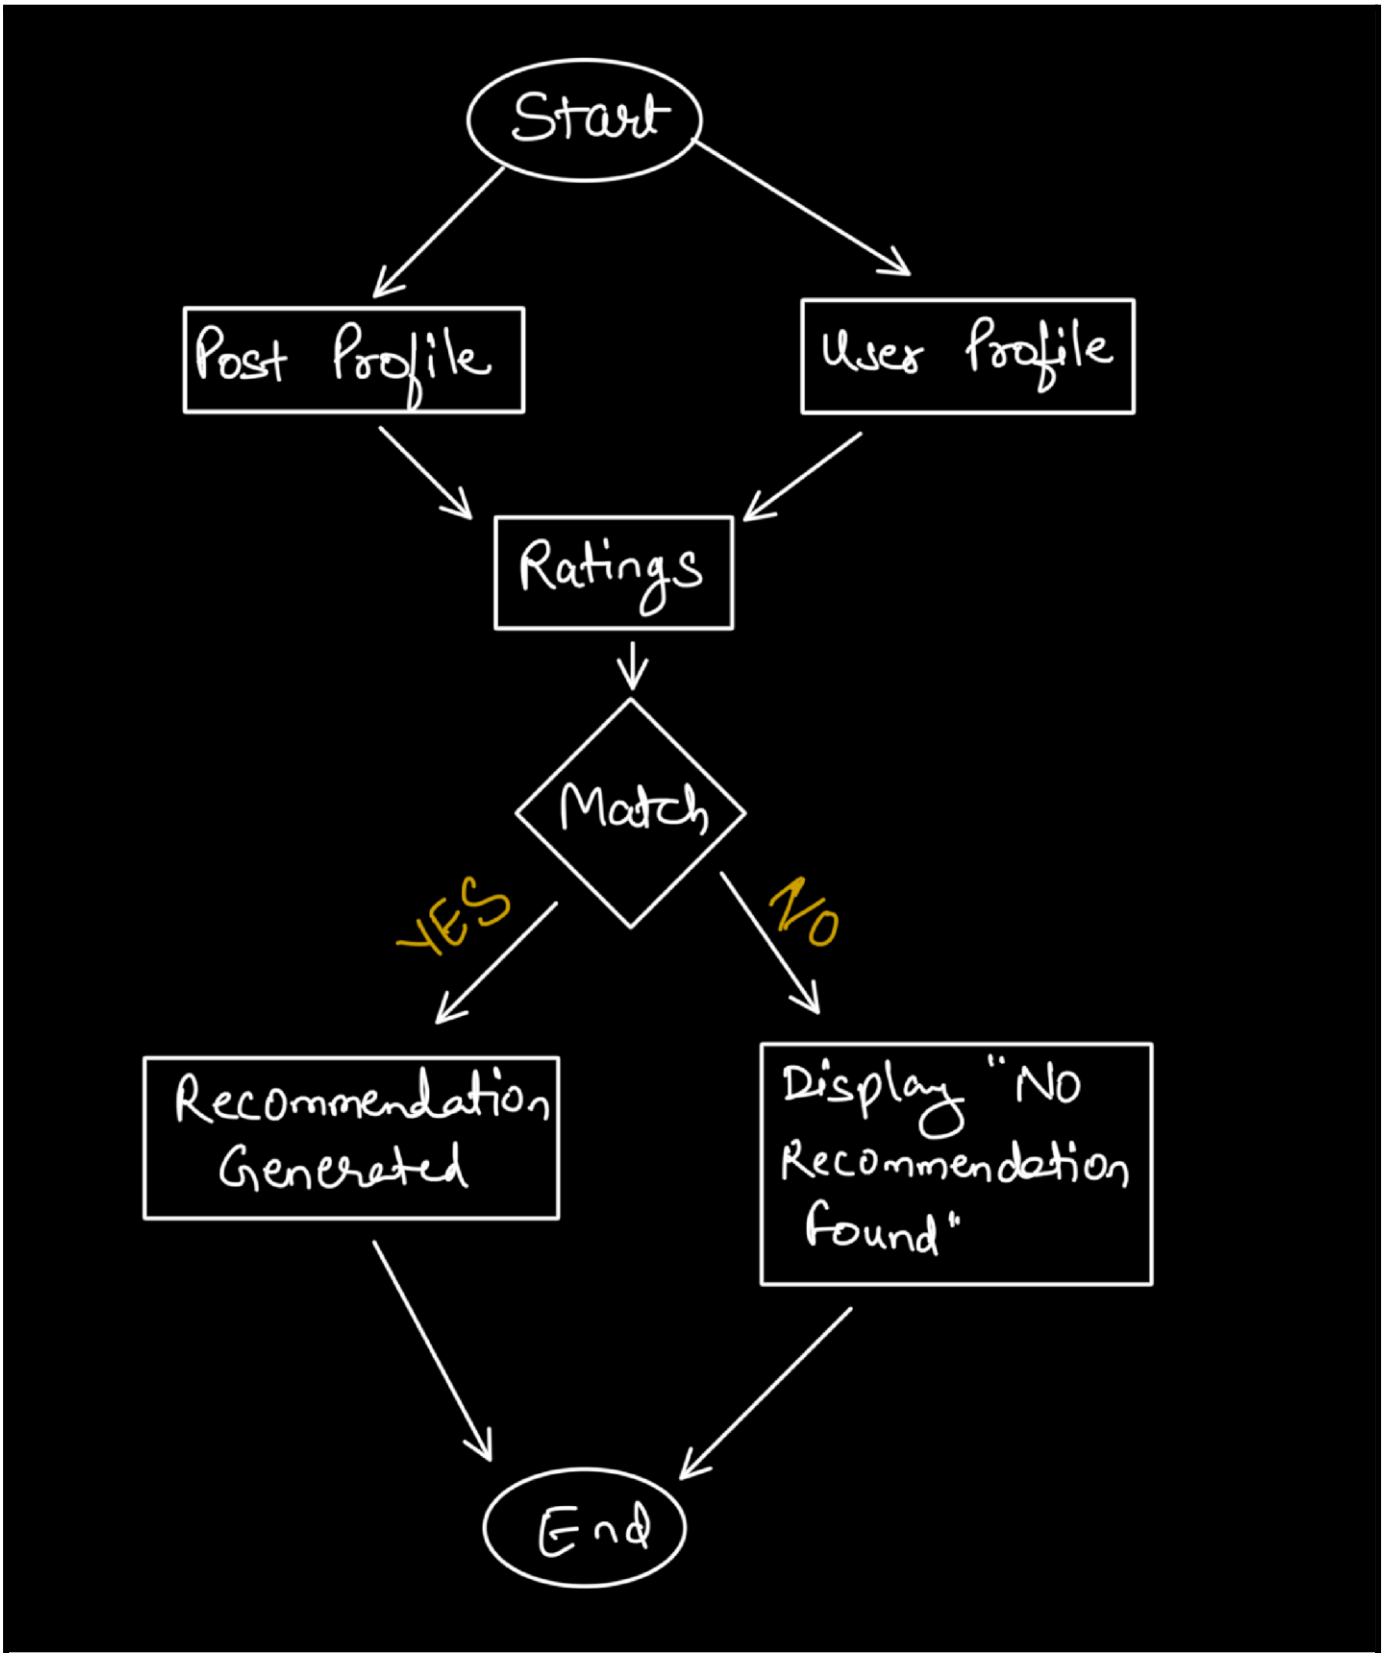 Start
Post Profile
User Profile
Ratings
Match
YES
NO
Recommendation
Generated
Display "No
Recommendation
found"
End